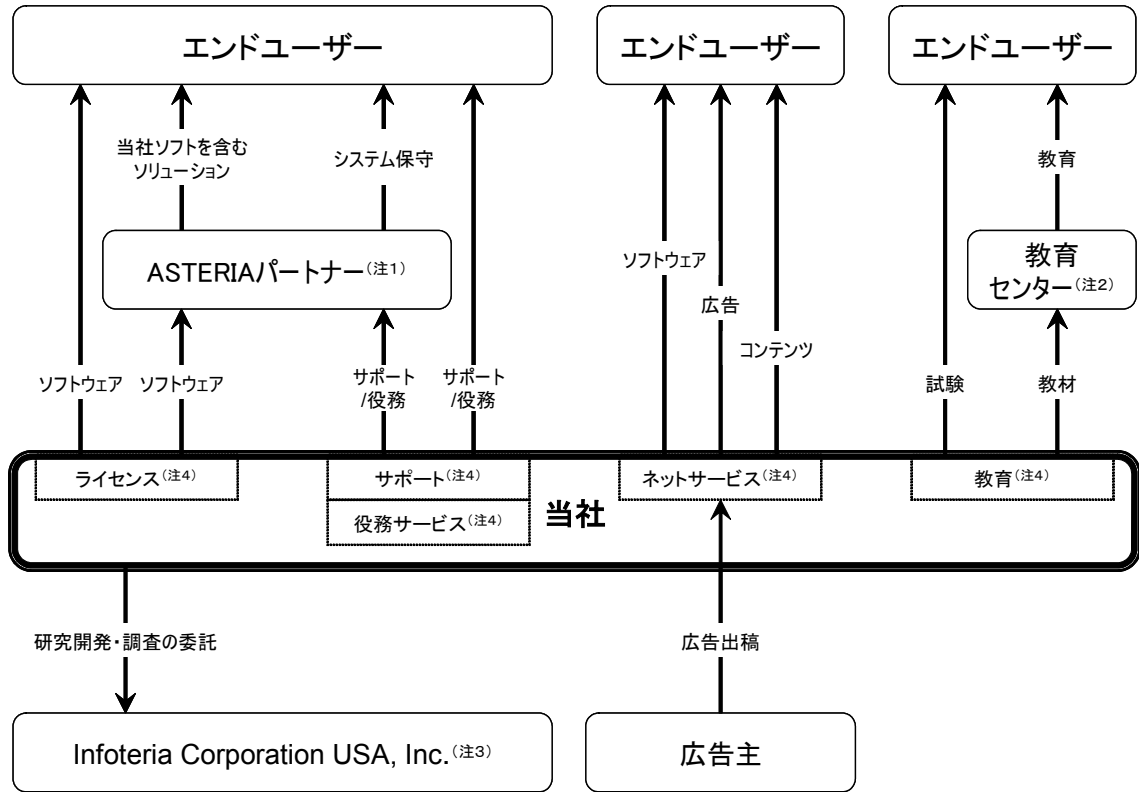 エンドユーザー
エンドユーザー
エンドユーザー
当社ソフトを含む
ソリューション
システム保守
教育
ASTERIAパートナー(注1)
ソフトウェア
広告
コンテンツ
教育
センター(注2)
ソフトウェア
ソフトウェア
サポート
/役務
サポート
/役務
試験
教材
ライセンス(注4)
サポート(注4)
役務サービス(注4)
当社
ネットサービス(注4)
教育(注4)
研究開発・調査の委託
広告出稿
Infoteria Corporation USA, Inc.(注3)
広告主